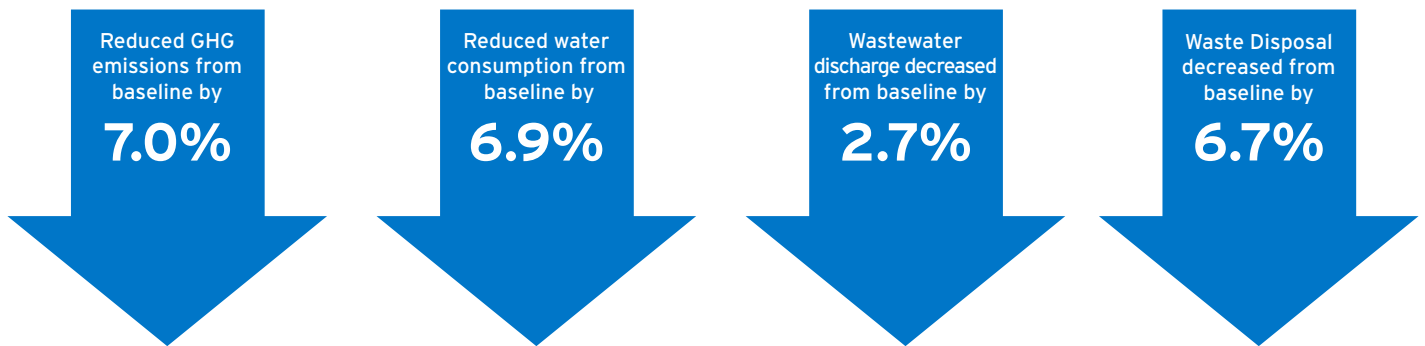 Reduced GHG
emissions from
baseline by
7.0%
Reduced water
consumption from
baseline by
6.9%
Wastewater
discharge decreased
from baseline by
2.7%
Waste Disposal
decreased from
baseline by
6.7%